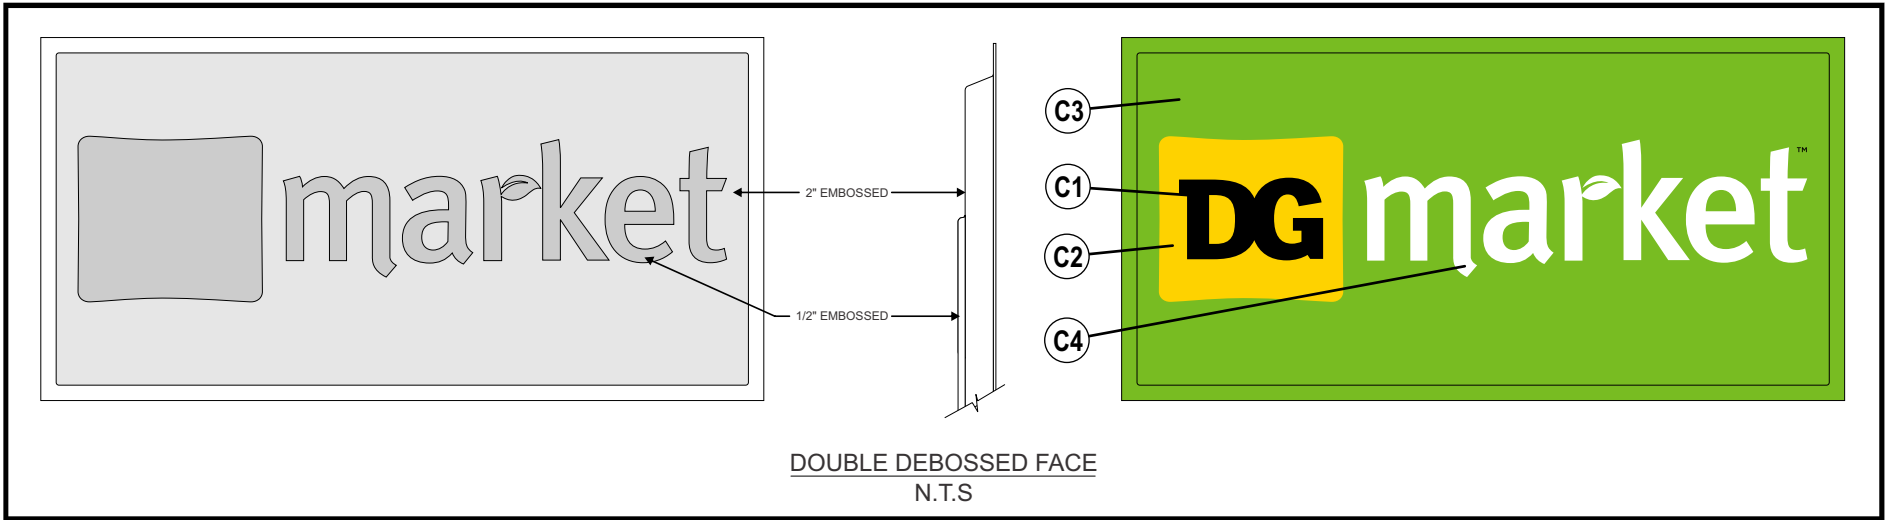 market
2" EMBOSSED
1/2" EMBOSSED
C3
C1
C2
C4
DG market ™
DOUBLE DEBOSSED FACE
N.T.S